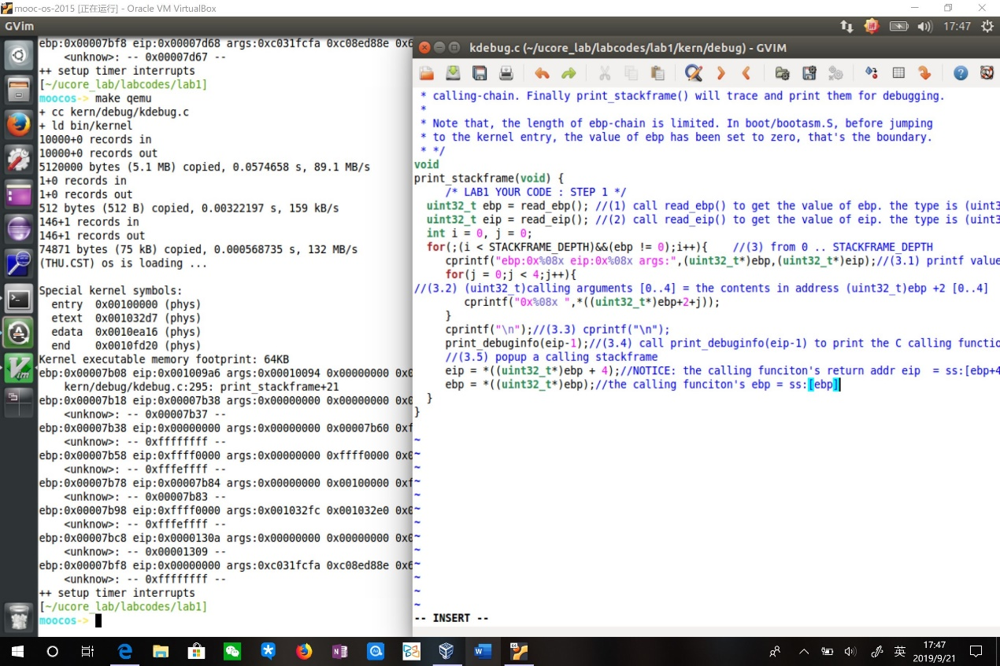 mooc-os-2015 [正在运行] - Oracle VM VirtualBox
GVim
17:47
ebp:0x00007bf8 eip:0x00007d68 args:0xc031fcfa 0xc08ed88e 0x6
<unknow>: -- 0x00007d67 --
++ setup timer interrupts
[~/ucore_lab/labcodes/lab1]
moocos-> make qemu
+ cc kern/debug/kdebug.c
+ ld bin/kernel
10000+0 records in
10000+0 records out
5120000 bytes (5.1 MB) copied, 0.0574658 s, 89.1 MB/s
1+0 records in
1+0 records out
512 bytes (512 B) copied, 0.00322197 s, 159 kB/s
146+1 records in
146+1 records out
74871 bytes (75 kB) copied, 0.000568735 s, 132 MB/s
(THU.CST) os is loading ...
Special kernel symbols:
entry  0x00100000 (phys)
etext  0x001032d7 (phys)
edata  0x0010ea16 (phys)
end    0x0010fd20 (phys)
Kernel executable memory footprint: 64KB
ebp:0x00007b08 eip:0x001009a6 args:0x00010094 0x00000000 0x0
kern/debug/kdebug.c:295: print_stackframe+21
ebp:0x00007b18 eip:0x00007b38 args:0x00000000 0x00000000 0x0
<unknow>: -- 0x00007b37 --
ebp:0x00007b38 eip:0x00000000 args:0x00000000 0x00007b60 0xf
<unknow>: -- 0xffffffff --
ebp:0x00007b58 eip:0xffff0000 args:0x00000000 0xffff0000 0x0
<unknow>: -- 0xfffeffff --
ebp:0x00007b78 eip:0x00007b84 args:0x00000000 0x00100000 0xf
<unknow>: -- 0x00007b83 --
ebp:0x00007b98 eip:0xffff0000 args:0x001032fc 0x001032e0 0x0
<unknow>: -- 0xfffeffff --
ebp:0x00007bc8 eip:0x0000130a args:0x00000000 0x00000000 0x0
<unknow>: -- 0x00001309 --
ebp:0x00007bf8 eip:0x00000000 args:0xc031fcfa 0xc08ed88e 0x6
<unknow>: -- 0xffffffff --
++ setup timer interrupts
[~/ucore_lab/labcodes/lab1]
moocos->
kdebug.c (~/ucore_lab/labcodes/lab1/kern/debug) - GVIM
* calling-chain. Finally print_stackframe() will trace and print them for debugging.
*
* Note that, the length of ebp-chain is limited. In boot/bootasm.S, before jumping
* to the kernel entry, the value of ebp has been set to zero, that's the boundary.
* */
void
print_stackframe(void) {
/* LAB1 YOUR CODE : STEP 1 */
uint32_t ebp = read_ebp(); //(1) call read_ebp() to get the value of ebp. the type is (uint3
uint32_t eip = read_eip(); //(2) call read_eip() to get the value of eip. the type is (uint3
int i = 0, j = 0;
for(;(i < STACKFRAME_DEPTH)&&(ebp != 0);i++){    //(3) from 0 .. STACKFRAME_DEPTH
cprintf("ebp:0x%08x eip:0x%08x args:",(uint32_t*)ebp,(uint32_t*)eip);//(3.1) printf value
for(j = 0;j < 4;j++){
//(3.2) (uint32_t)calling arguments [0..4] = the contents in address (uint32_t)ebp +2 [0..4]
cprintf("0x%08x ",*((uint32_t*)ebp+2+j));
}
cprintf("\n");//(3.3) cprintf("\n");
print_debuginfo(eip-1);//(3.4) call print_debuginfo(eip-1) to print the C calling functio
//(3.5) popup a calling stackframe
eip = *((uint32_t*)ebp + 4);//NOTICE: the calling funciton's return addr eip  = ss:[ebp+4
ebp = *((uint32_t*)ebp);//the calling funciton's ebp = ss:[ebp]
}
}
~
~
~
~
~
~
~
~
~
~
~
~
~
-- INSERT --
英
17:47
2019/9/21